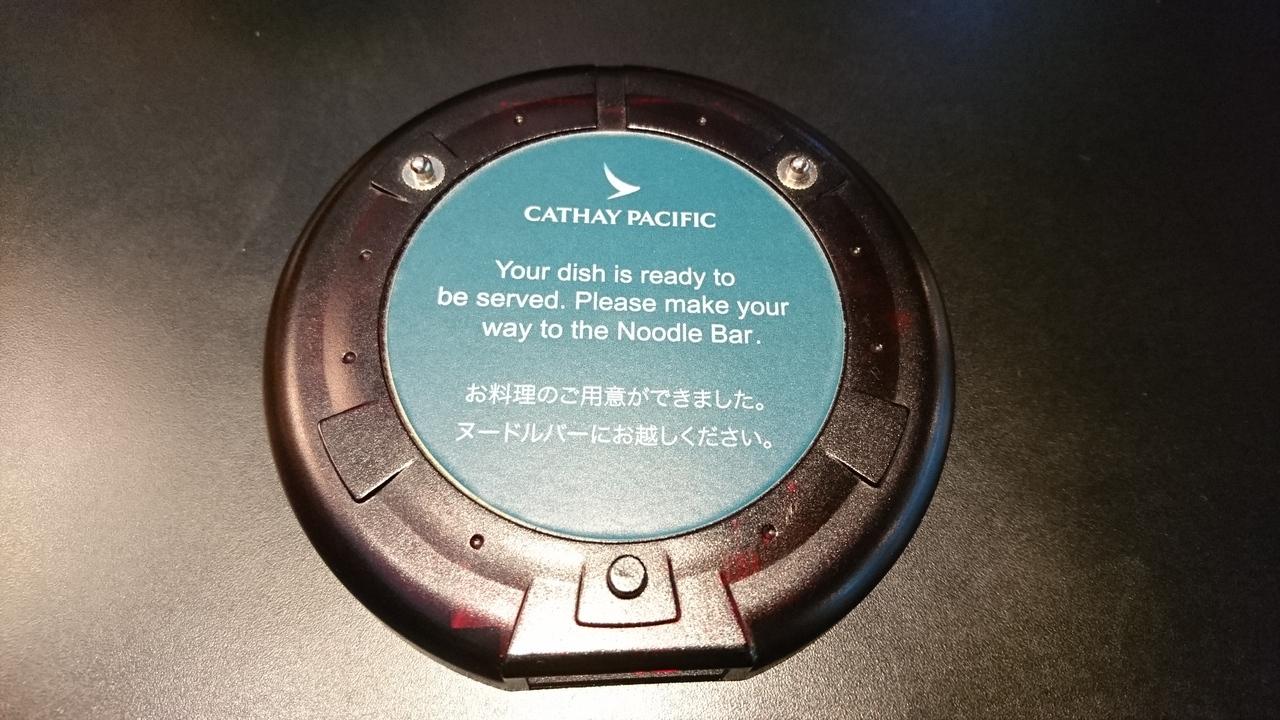 CATHAY PACIFIC
Your dish is ready to
be served. Please make your
way to the Noodle Bar.
お料理のご用意ができました。
ヌードルバーにお越しください。